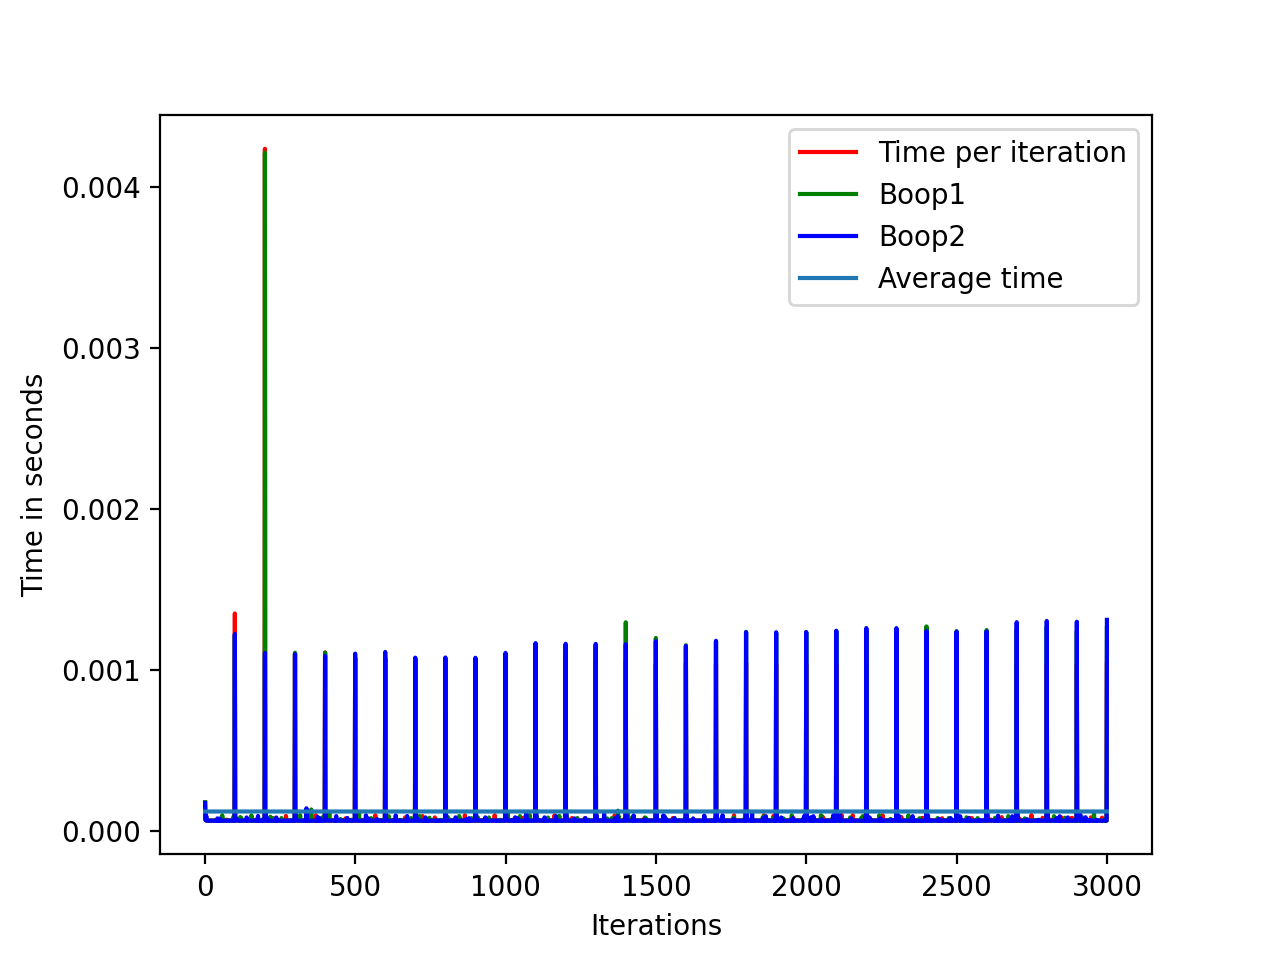 Time per iteration
Boop1
Boop2
Average time
0.004
0.003
0.002
0.001
0.000
Time in seconds
0 500 1000 1500 2000 2500 3000
Iterations